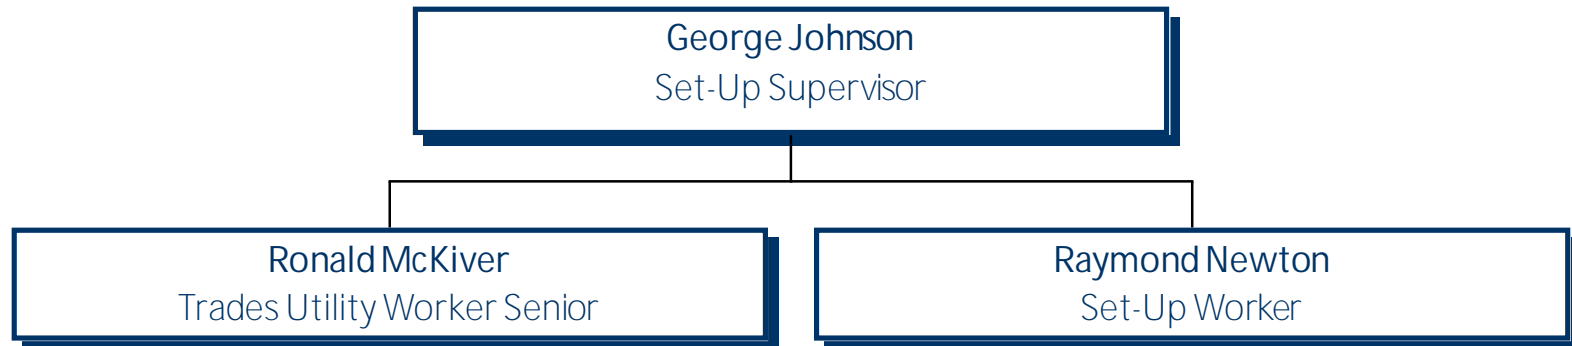 George Johnson
Set-Up Supervisor
Ronald McKiver
Trades Utility Worker Senior
Raymond Newton
Set-Up Worker